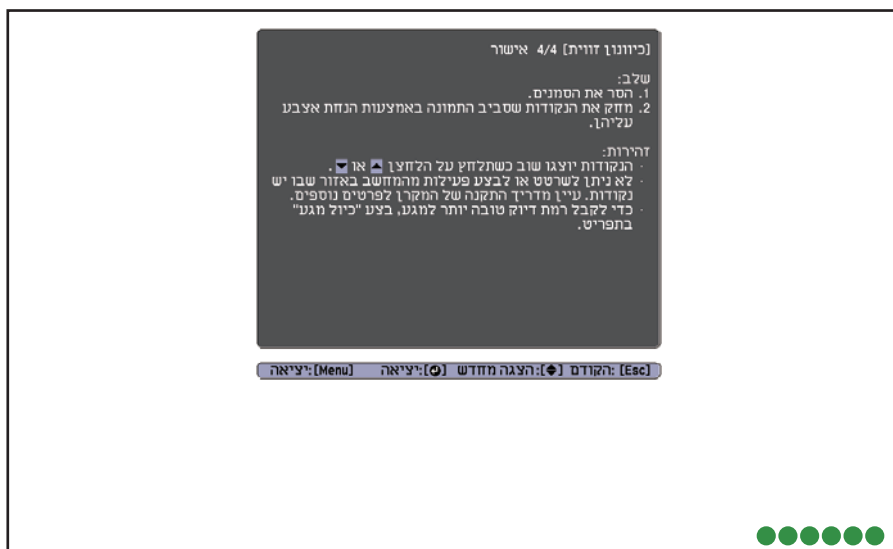 [כיוונון זווית] 4/4 אישור
שלב:
1. הסר את הסמנים.
2. מחק את הנקודות שסביב התמונה באמצעות הנחת אצבע
עליהן.
זהירות:
· הנקודות יוצגו שוב כשתלחץ על הלחצן ▲ או ▼.
· לא ניתן לשרטט או לבצע פעילות מהמחשב באזור שבו יש
נקודות. עיין מדריך התקנה של המקרן לפרטים נוספים.
· כדי לקבל רמת דיוק טובה יותר למגע, בצע "כיול מגע"
בתפריט.
[Esc] :הקודם [◆]:הצגה מחדש [↵]:יציאה [Menu]:יציאה